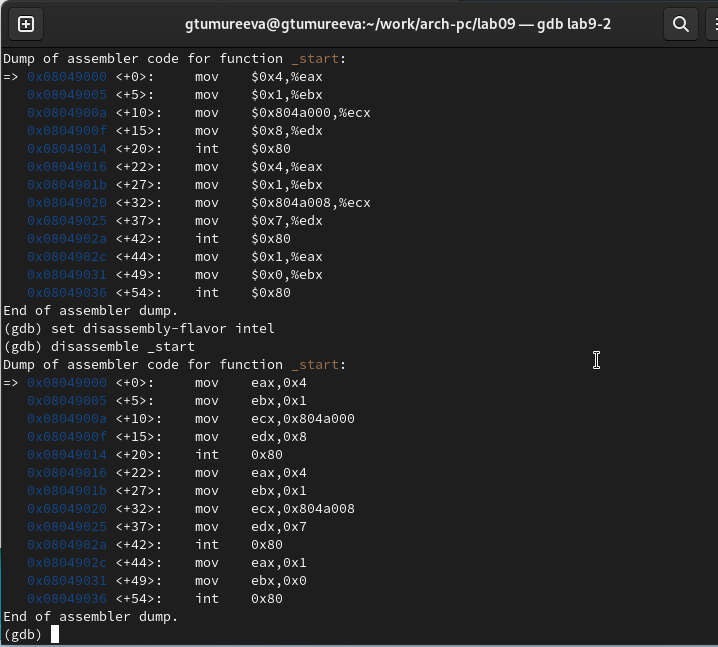 gtumureeva@gtumureeva:~/work/arch-pc/lab09 — gdb lab9-2
Dump of assembler code for function _start:
=> 0x08049000 <+0>:     mov    $0x4,%eax
   0x08049005 <+5>:     mov    $0x1,%ebx
   0x0804900a <+10>:    mov    $0x804a000,%ecx
   0x0804900f <+15>:    mov    $0x8,%edx
   0x08049014 <+20>:    int    $0x80
   0x08049016 <+22>:    mov    $0x4,%eax
   0x0804901b <+27>:    mov    $0x1,%ebx
   0x08049020 <+32>:    mov    $0x804a008,%ecx
   0x08049025 <+37>:    mov    $0x7,%edx
   0x0804902a <+42>:    int    $0x80
   0x0804902c <+44>:    mov    $0x1,%eax
   0x08049031 <+49>:    mov    $0x0,%ebx
   0x08049036 <+54>:    int    $0x80
End of assembler dump.
(gdb) set disassembly-flavor intel
(gdb) disassemble _start
Dump of assembler code for function _start:
=> 0x08049000 <+0>:     mov    eax,0x4
   0x08049005 <+5>:     mov    ebx,0x1
   0x0804900a <+10>:    mov    ecx,0x804a000
   0x0804900f <+15>:    mov    edx,0x8
   0x08049014 <+20>:    int    0x80
   0x08049016 <+22>:    mov    eax,0x4
   0x0804901b <+27>:    mov    ebx,0x1
   0x08049020 <+32>:    mov    ecx,0x804a008
   0x08049025 <+37>:    mov    edx,0x7
   0x0804902a <+42>:    int    0x80
   0x0804902c <+44>:    mov    eax,0x1
   0x08049031 <+49>:    mov    ebx,0x0
   0x08049036 <+54>:    int    0x80
End of assembler dump.
(gdb)